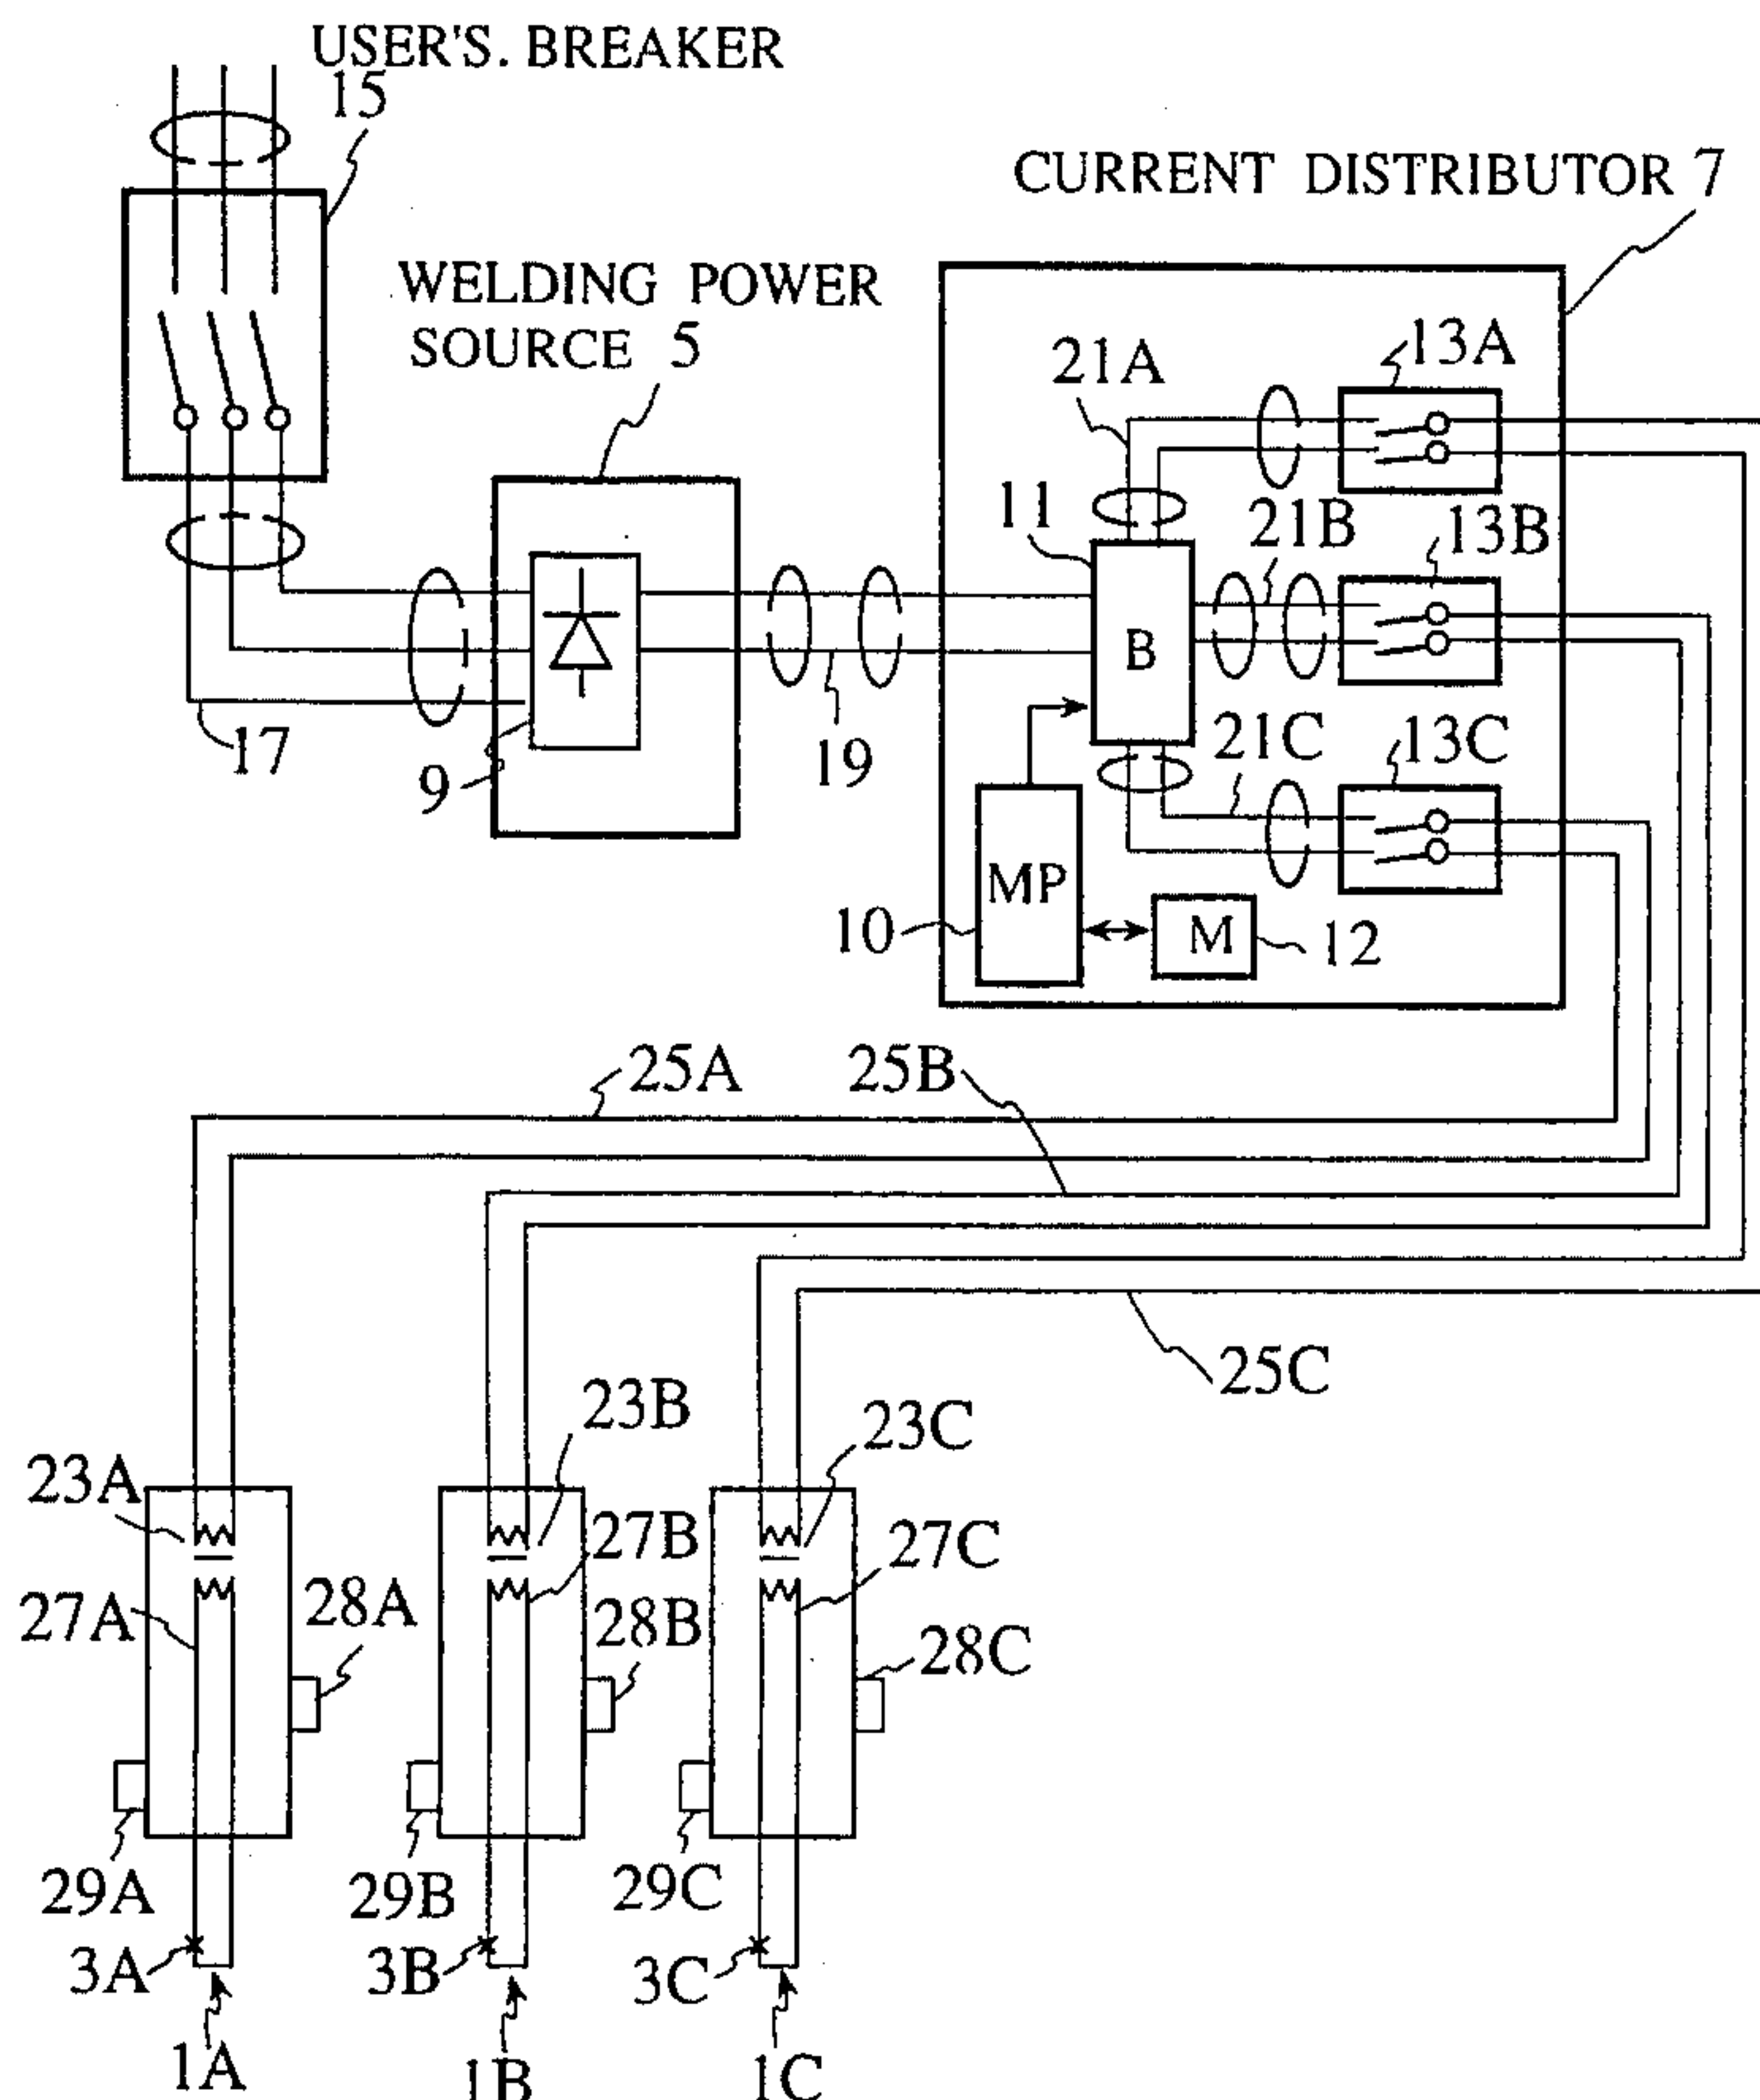 USER'S. BREAKER
15
CURRENT DISTRIBUTOR 7
WELDING POWER
SOURCE 5
21A
13A
11
21B
13B
B
17
9
19
21C
13C
MP
10
M
12
25A
25B
25C
23A
23B
23C
27A
27B
27C
28A
28B
28C
29A
29B
29C
3A
3B
3C
1A
1B
1C